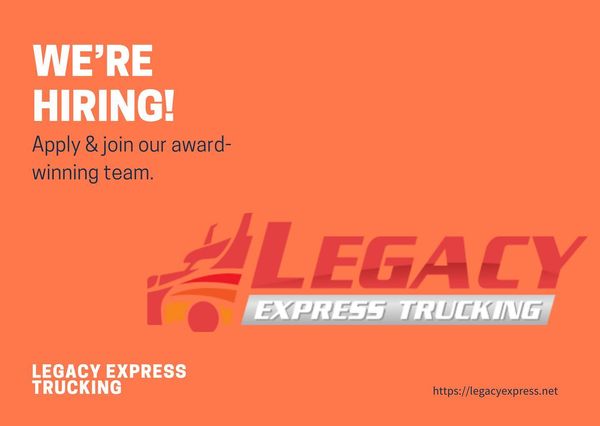 WE'RE
HIRING!
Apply & join our award-
winning team.
LEGACY
EXPRESS TRUCKING
LEGACY EXPRESS
TRUCKING
https://legacyexpress.net